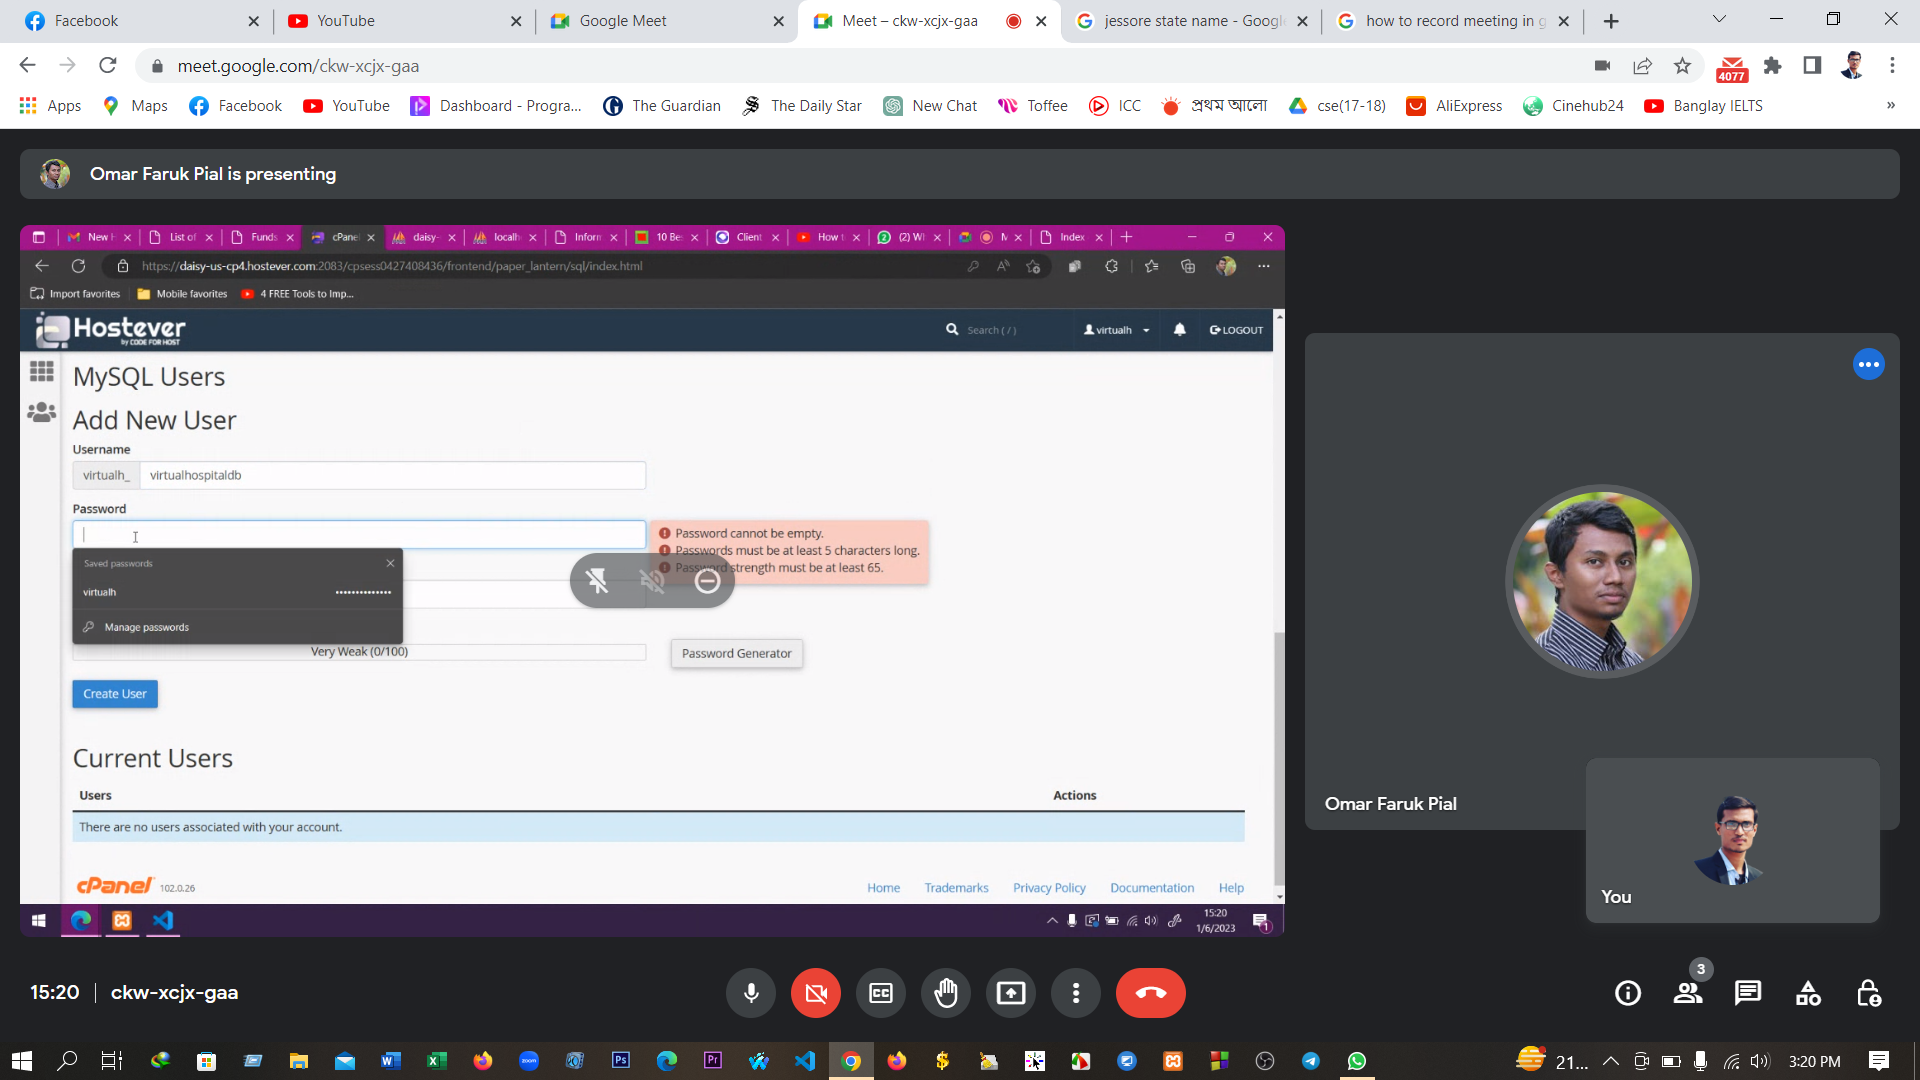 Facebook
YouTube
Google Meet
Meet – ckw-xcjx-gaa
jessore state name - Googl
how to record meeting in g
meet.google.com/ckw-xcjx-gaa
4077
Apps
Maps
Facebook
YouTube
Dashboard - Progra...
The Guardian
The Daily Star
New Chat
Toffee
ICC
প্রথম আলো
cse(17-18)
AliExpress
Cinehub24
Banglay IELTS
»
Omar Faruk Pial is presenting
New H
List of
Funds
cPanel
daisy-
localh
Inform
10 Be
Client
How t
(2) W
M
Index
https://daisy-us-cp4.hostever.com:2083/cpsess0427408436/frontend/paper_lantern/sql/index.html
Import favorites
Mobile favorites
4 FREE Tools to Imp...
Hostever
by CODE FOR HOST
Search ( / )
virtualh
LOGOUT
MySQL Users
Add New User
Username
virtualh_
virtualhospitaldb
Password
Password cannot be empty.
Passwords must be at least 5 characters long.
Password strength must be at least 65.
Saved passwords
virtualh
Manage passwords
Very Weak (0/100)
Password Generator
Create User
Current Users
Users
Actions
There are no users associated with your account.
cPanel
102.0.26
Home
Trademarks
Privacy Policy
Documentation
Help
15:20
1/6/2023
1
Omar Faruk Pial
You
15:20
ckw-xcjx-gaa
3
21...
3:20 PM